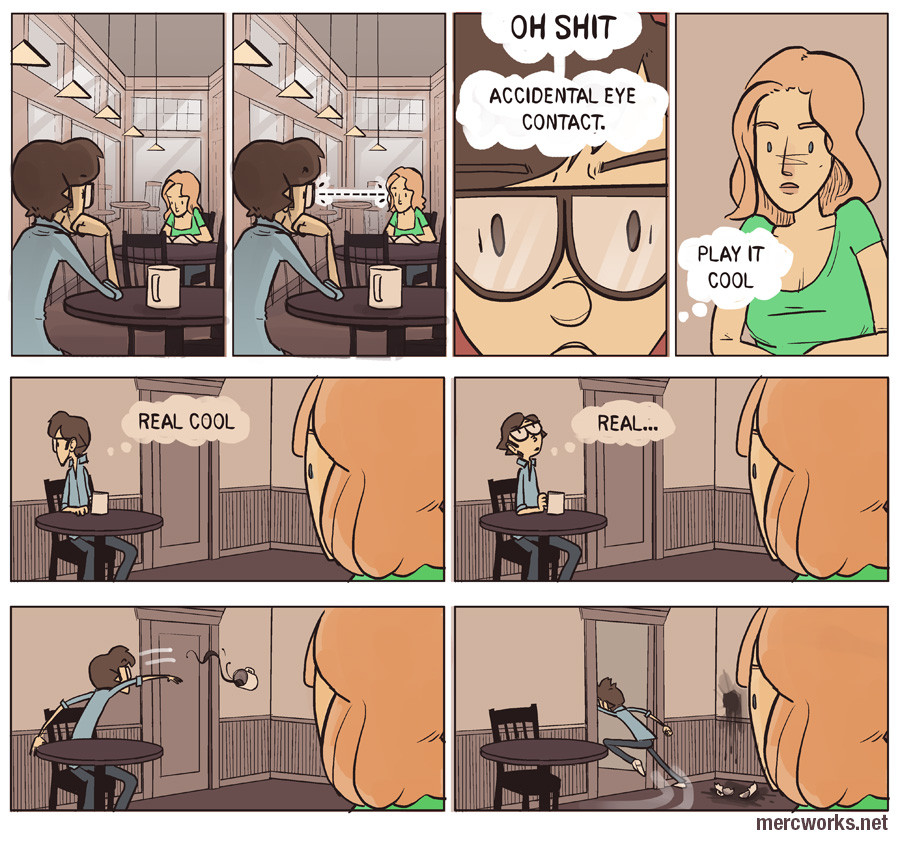 OH SHIT
ACCIDENTAL EYE
CONTACT.
PLAY IT
COOL
REAL COOL
REAL...
mercworks.net